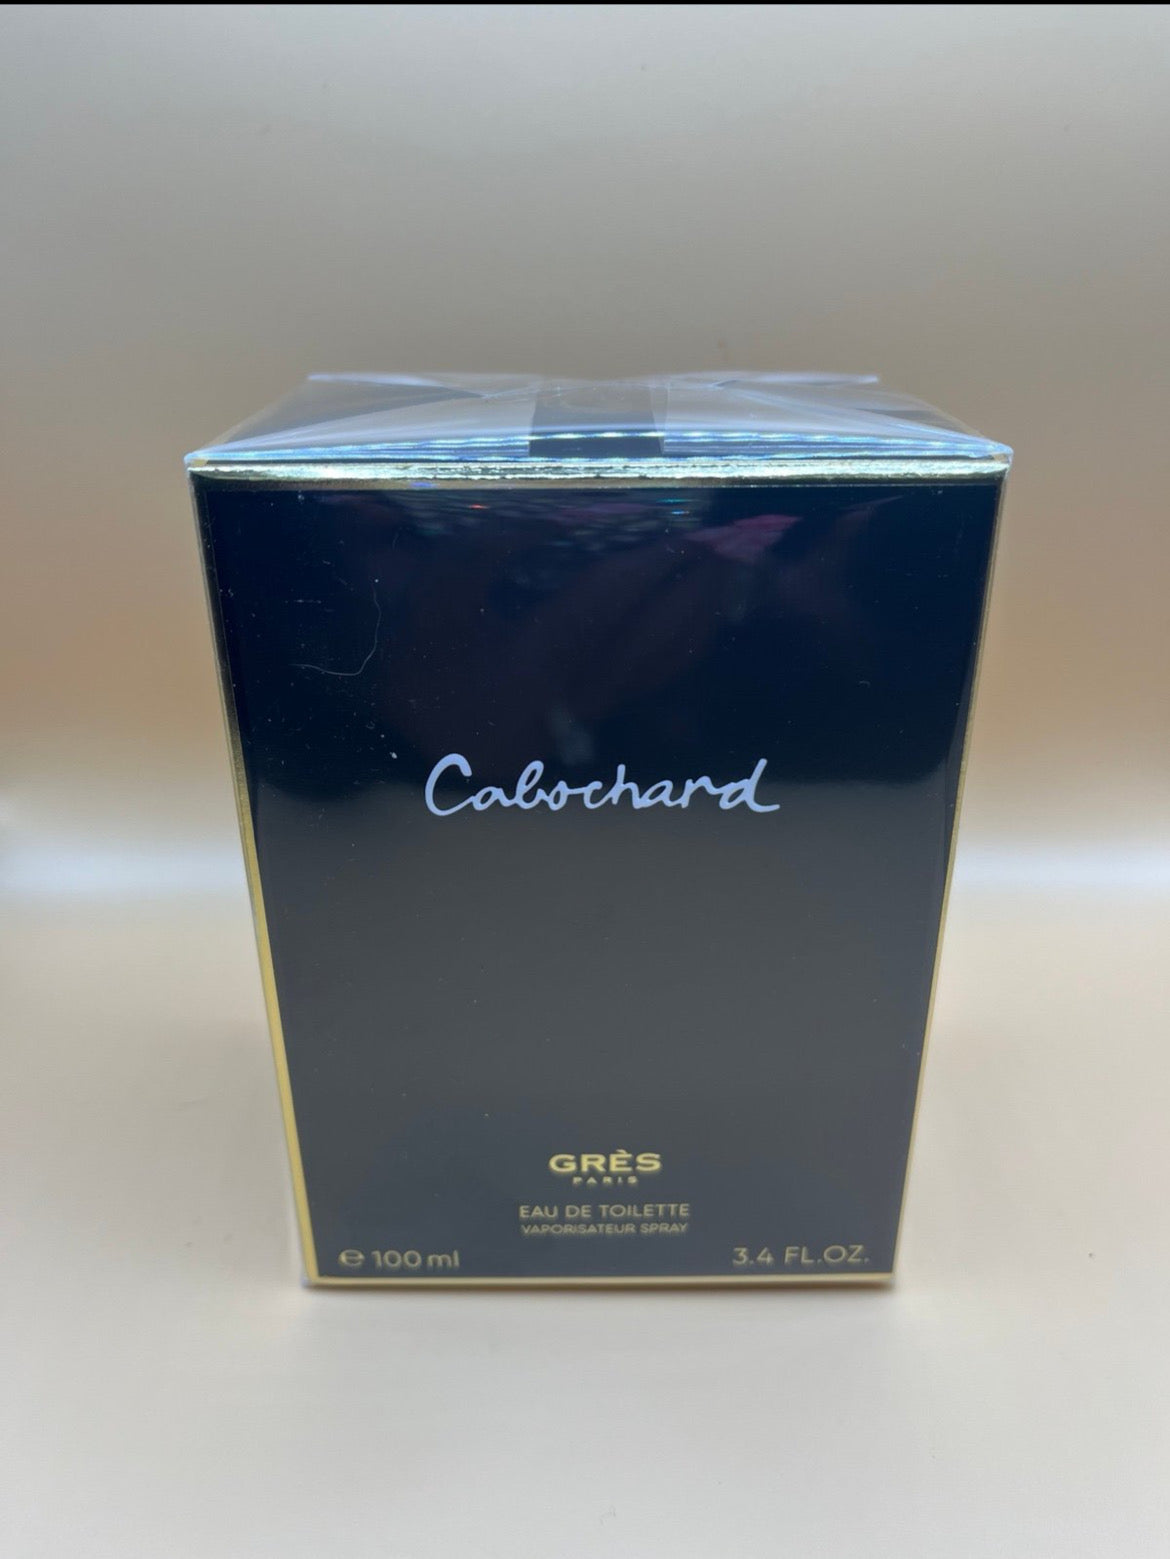 Cabochard
GRÈS
PARIS
EAU DE TOILETTE
VAPORISATEUR SPRAY
℮ 100 ml
3.4 FL.OZ.